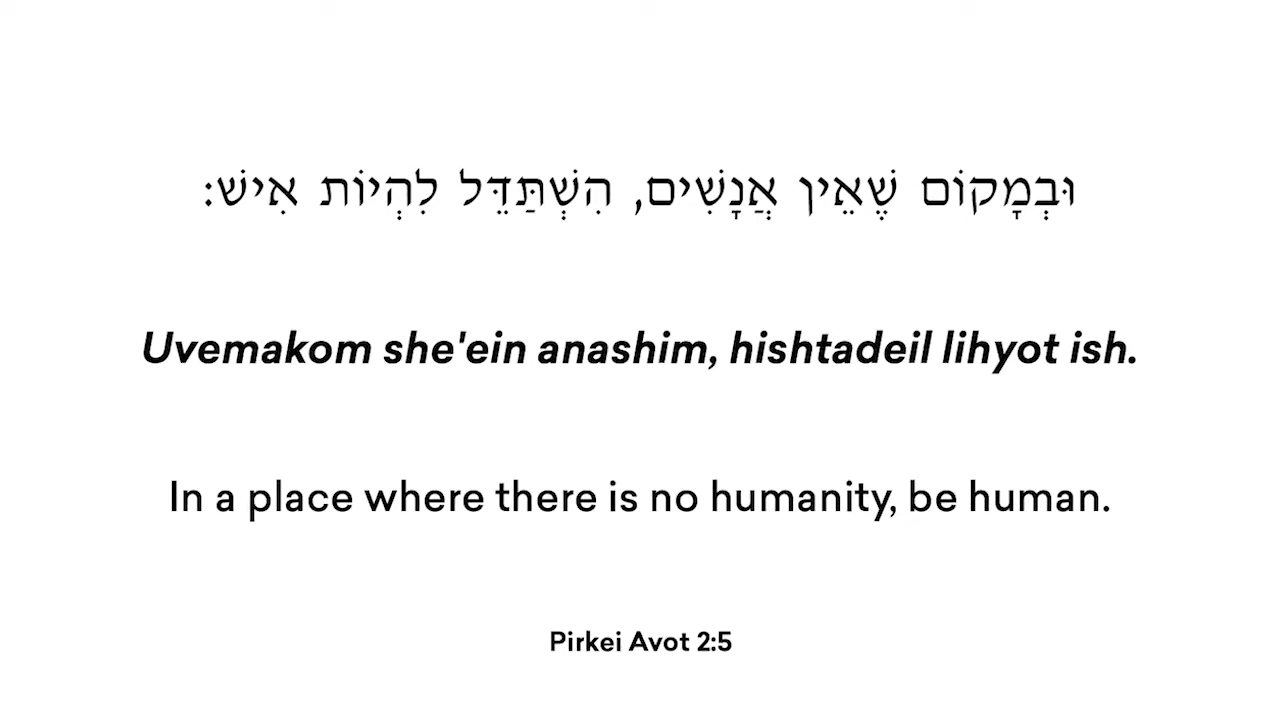 וּבְמָקוֹם שֶׁאֵין אֲנָשִׁים, הִשְׁתַּדֵּל לִהְיוֹת אִישׁ:
Uvemakom she'ein anashim, hishtadeil lihyot ish.
In a place where there is no humanity, be human.
Pirkei Avot 2:5